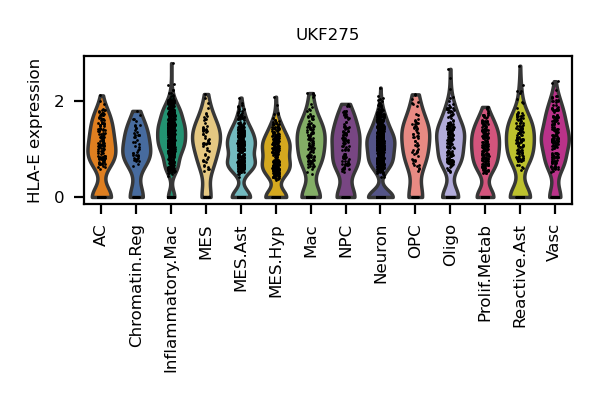 UKF275
HLA-E expression
2
0
AC
Chromatin.Reg
Inflammatory.Mac
MES
MES.Ast
MES.Hyp
Mac
NPC
Neuron
OPC
Oligo
Prolif.Metab
Reactive.Ast
Vasc